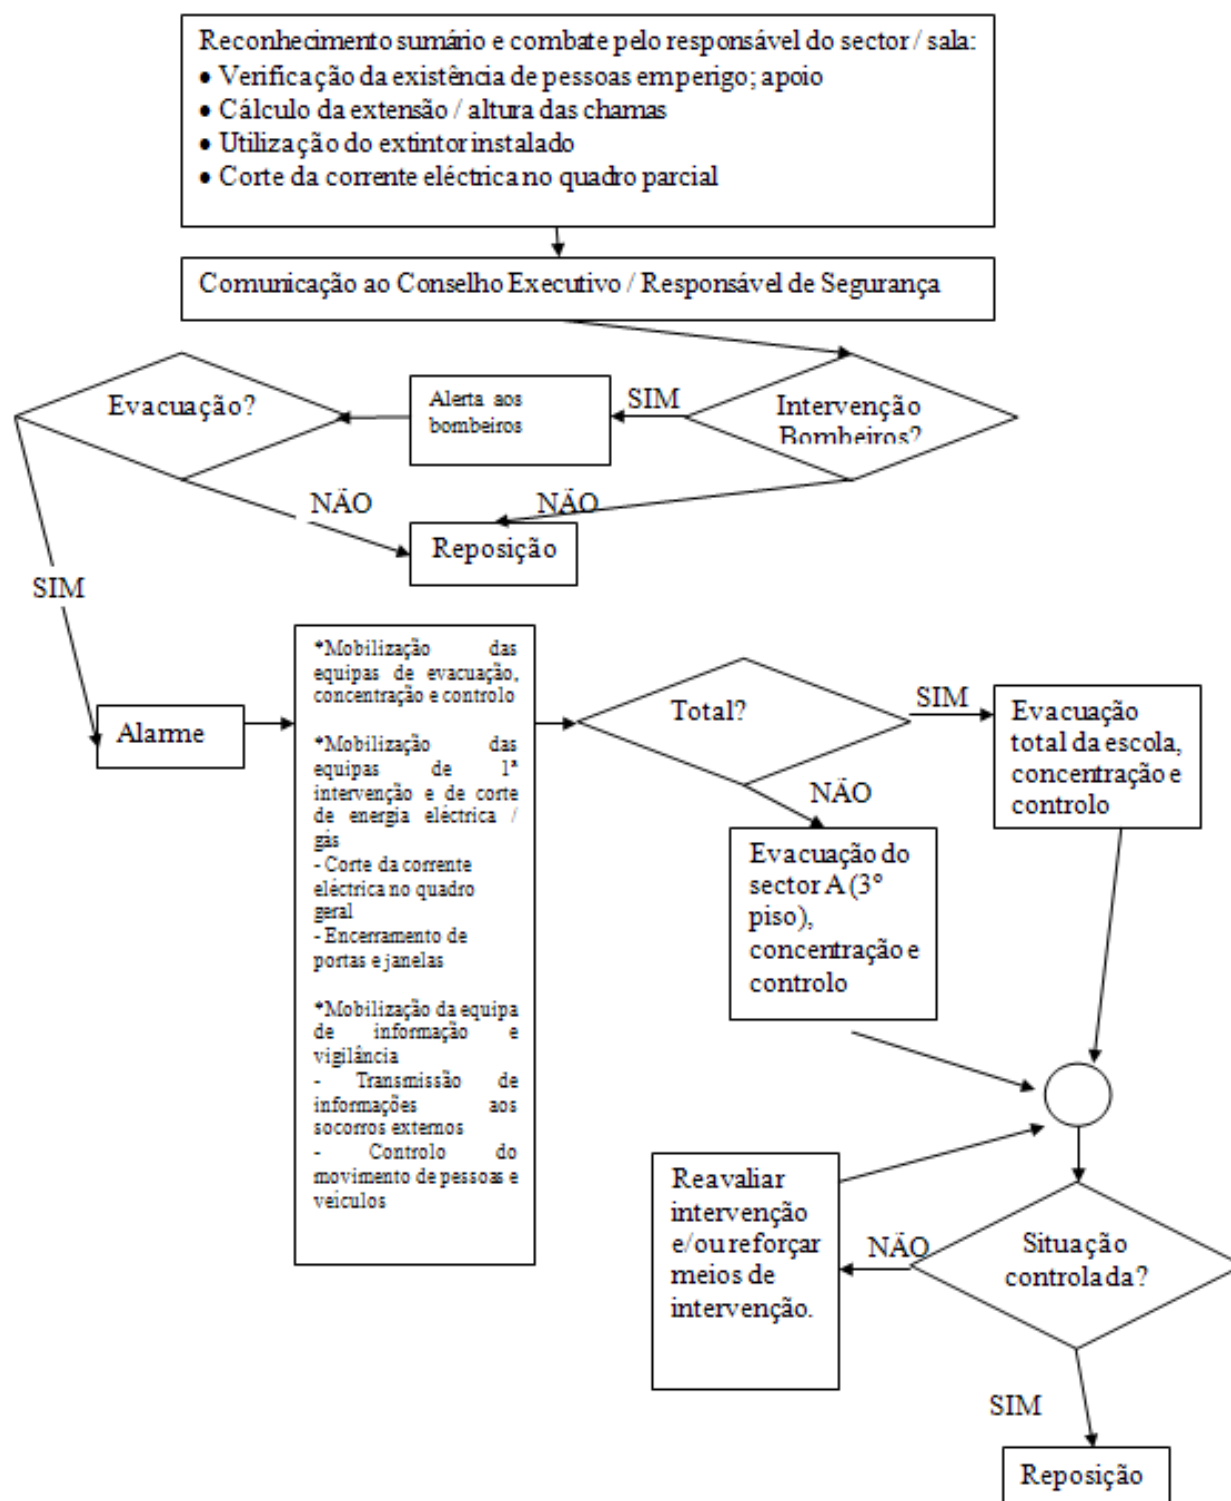 Reconhecimento sumário e combate pelo responsável do sector / sala:
• Verificação da existência de pessoas em perigo; apoio
• Cálculo da extensão / altura das chamas
• Utilização do extintor instalado
• Corte da corrente eléctrica no quadro parcial
Comunicação ao Conselho Executivo / Responsável de Segurança
Intervenção
Bombeiros?
SIM
Alerta aos
bombeiros
Evacuação?
NÃO
NÃO
Reposição
SIM
Alarme
*Mobilização das
equipas de evacuação,
concentração e controlo
*Mobilização das
equipas de 1ª
intervenção e de corte
de energia eléctrica /
gás
- Corte da corrente
eléctrica no quadro
geral
- Encerramento de
portas e janelas
*Mobilização da equipa
de informação e
vigilância
- Transmissão de
informações aos
socorros externos
- Controlo do
movimento de pessoas e
veículos
Total?
SIM
Evacuação
total da escola,
concentração e
controlo
NÃO
Evacuação do
sector A (3º
piso),
concentração e
controlo
Reavaliar
intervenção
e/ou reforçar
meios de
intervenção.
NÃO
Situação
controlada?
SIM
Reposição